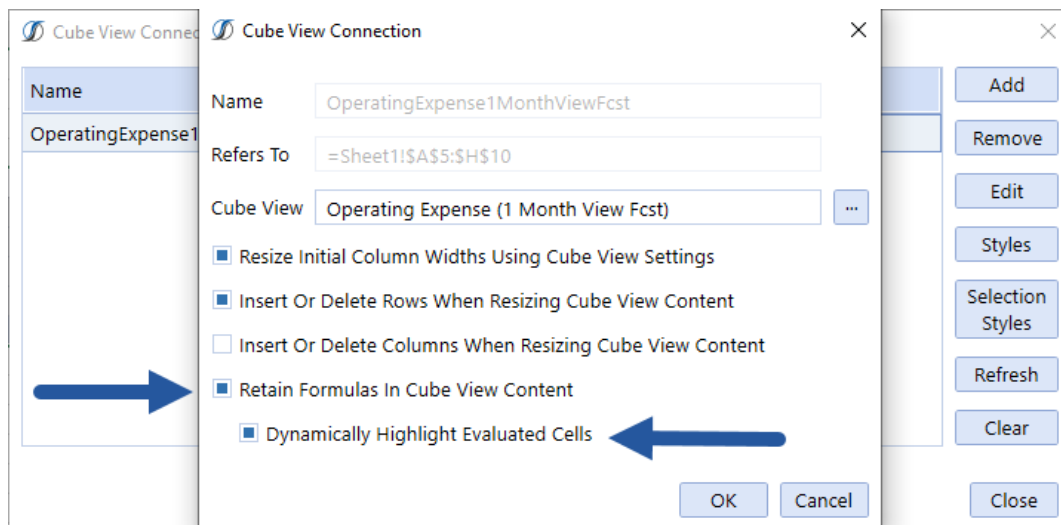 Cube View Connec
Cube View Connection
Name
OperatingExpense1
Name
OperatingExpense1MonthViewFcst
Refers To
=Sheet1!$A$5:$H$10
Cube View
Operating Expense (1 Month View Fcst)
...
Resize Initial Column Widths Using Cube View Settings
Insert Or Delete Rows When Resizing Cube View Content
Insert Or Delete Columns When Resizing Cube View Content
Retain Formulas In Cube View Content
Dynamically Highlight Evaluated Cells
OK
Cancel
Add
Remove
Edit
Styles
Selection
Styles
Refresh
Clear
Close